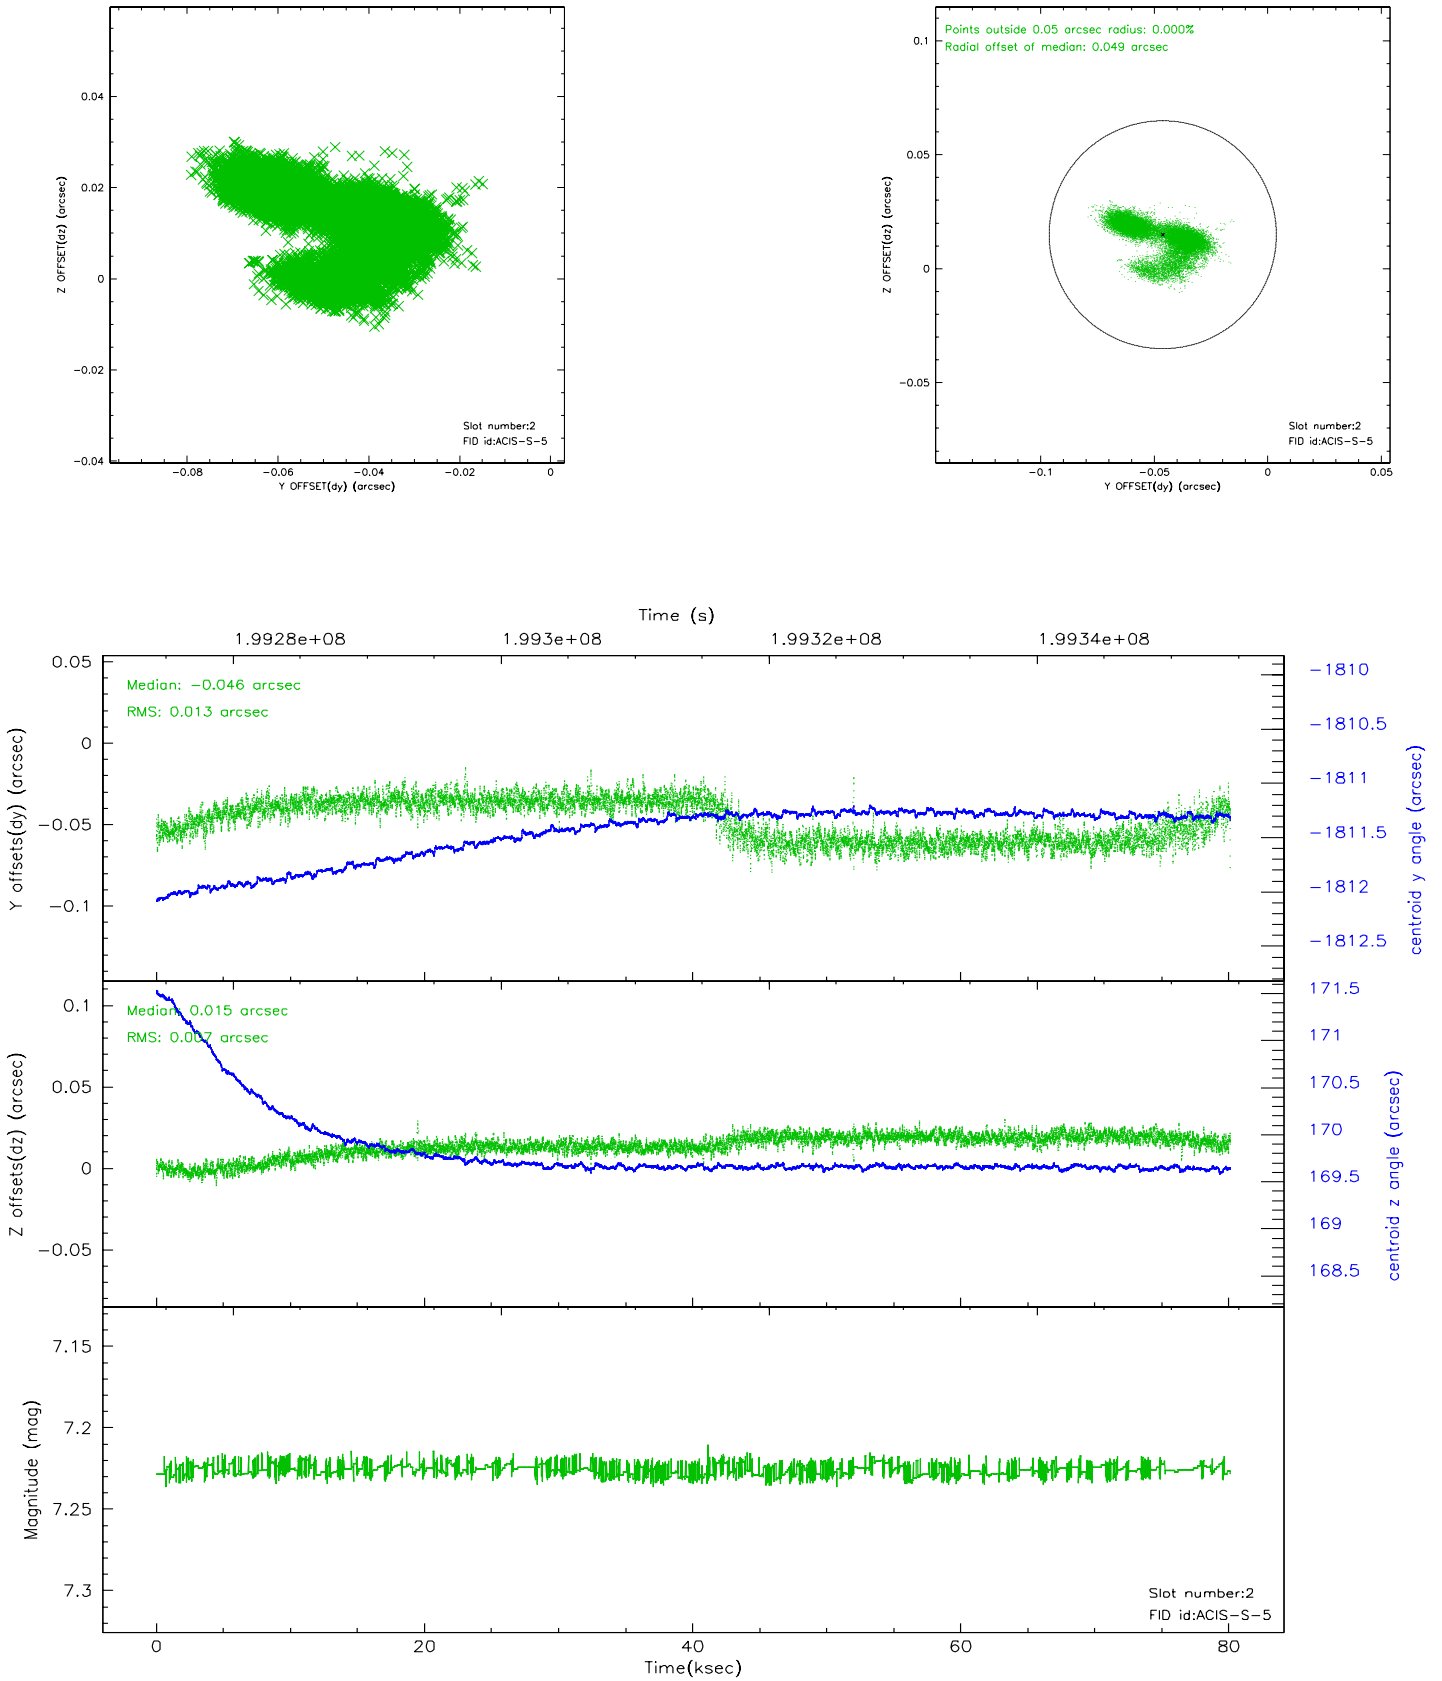 0.04
0.02
0
−0.02
−0.04
Z OFFSET(dz) (arcsec)
−0.08
−0.06
−0.04
−0.02
0
Y OFFSET(dy) (arcsec)
Slot number:2
FID id:ACIS−S−5
Points outside 0.05 arcsec radius: 0.000%
Radial offset of median: 0.049 arcsec
0.1
0.05
0
−0.05
Z OFFSET(dz) (arcsec)
−0.1
−0.05
0
0.05
Y OFFSET(dy) (arcsec)
Slot number:2
FID id:ACIS−S−5
Time (s)
1.9928e+08
1.993e+08
1.9932e+08
1.9934e+08
Median: −0.046 arcsec
RMS: 0.013 arcsec
0.05
0
−0.05
−0.1
Y offsets(dy) (arcsec)
−1810
−1810.5
−1811
−1811.5
−1812
−1812.5
centroid y angle (arcsec)
Median: 0.015 arcsec
RMS: 0.007 arcsec
0.1
0.05
0
−0.05
Z offsets(dz) (arcsec)
171.5
171
170.5
170
169.5
169
168.5
centroid z angle (arcsec)
7.15
7.2
7.25
7.3
Magnitude (mag)
Slot number:2
FID id:ACIS−S−5
0
20
40
60
80
Time(ksec)